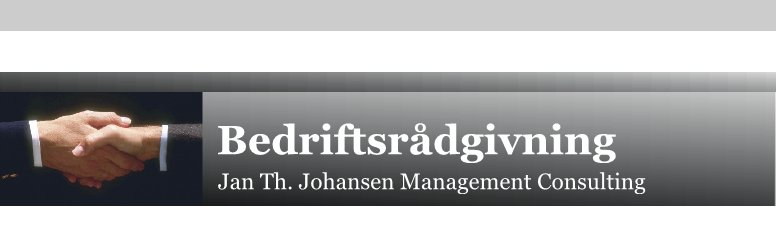 Bedriftsrådgivning
Jan Th. Johansen Management Consulting